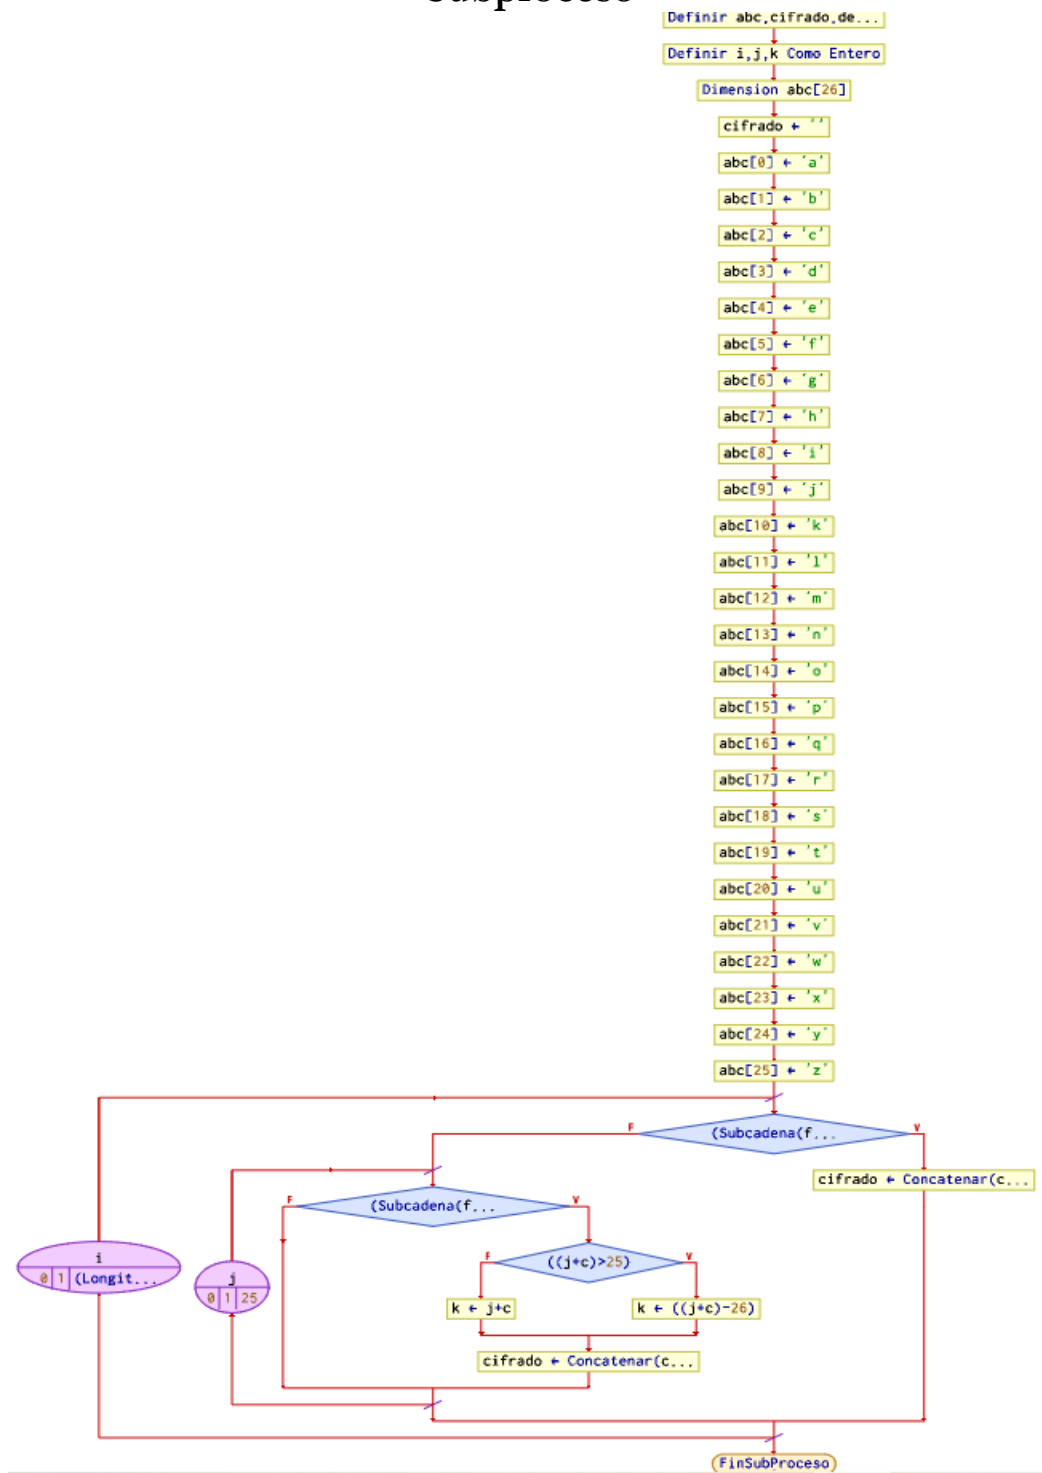 Subproceso
Definir abc,cifrado,de...
Definir i,j,k Como Entero
Dimension abc[26]
cifrado ← ''
abc[0] ← 'a'
abc[1] ← 'b'
abc[2] ← 'c'
abc[3] ← 'd'
abc[4] ← 'e'
abc[5] ← 'f'
abc[6] ← 'g'
abc[7] ← 'h'
abc[8] ← 'i'
abc[9] ← 'j'
abc[10] ← 'k'
abc[11] ← 'l'
abc[12] ← 'm'
abc[13] ← 'n'
abc[14] ← 'o'
abc[15] ← 'p'
abc[16] ← 'q'
abc[17] ← 'r'
abc[18] ← 's'
abc[19] ← 't'
abc[20] ← 'u'
abc[21] ← 'v'
abc[22] ← 'w'
abc[23] ← 'x'
abc[24] ← 'y'
abc[25] ← 'z'
F (Subcadena(f... V
cifrado ← Concatenar(c...
F (Subcadena(f... V
i
0 1 (Longit...
j
0 1 25
F ((j+c)>25) V
k ← j+c
k ← ((j+c)-26)
cifrado ← Concatenar(c...
FinSubProceso